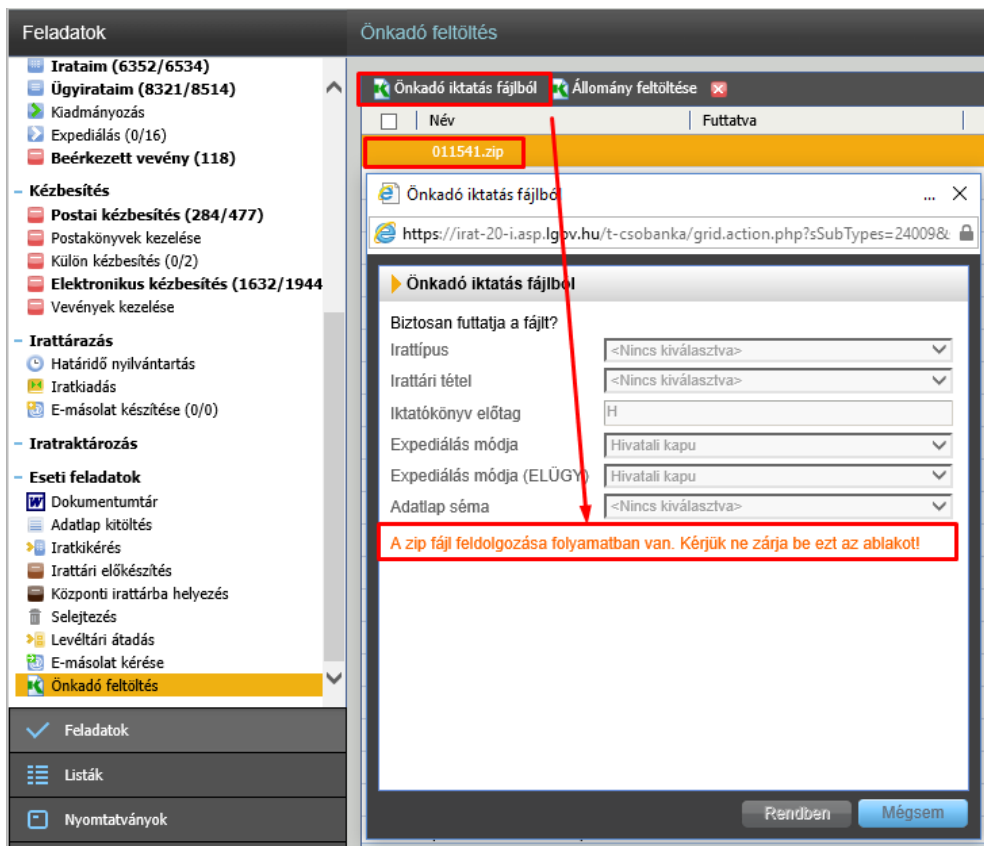 Feladatok
Irataim (6352/6534)
Ügyirataim (8321/8514)
Kiadmányozás
Expediálás (0/16)
Beérkezett vevény (118)
Kézbesítés
Postai kézbesítés (284/477)
Postakönyvek kezelése
Külön kézbesítés (0/2)
Elektronikus kézbesítés (1632/1944
Vevények kezelése
Irattárazás
Határidő nyilvántartás
Iratkiadás
E-másolat készítése (0/0)
Iratraktározás
Eseti feladatok
Dokumentumtár
Adatlap kitöltés
Iratkikérés
Irattári előkészítés
Központi irattárba helyezés
Selejtezés
Levéltári átadás
E-másolat kérése
Önkadó feltöltés
Feladatok
Listák
Nyomtatványok
Önkadó feltöltés
Önkadó iktatás fájlból Állomány feltöltése
Név Futtatva
011541.zip
Önkadó iktatás fájlból ...
https://irat-20-i.asp.lgov.hu/t-csobanka/grid.action.php?sSubTypes=24009&
Önkadó iktatás fájlból
Biztosan futtatja a fájlt?
Irattípus <Nincs kiválasztva>
Irattári tétel <Nincs kiválasztva>
Iktatókönyv előtag H
Expediálás módja Hivatali kapu
Expediálás módja (ELÜGY) Hivatali kapu
Adatlap séma <Nincs kiválasztva>
A zip fájl feldolgozása folyamatban van. Kérjük ne zárja be ezt az ablakot!
Rendben Mégsem